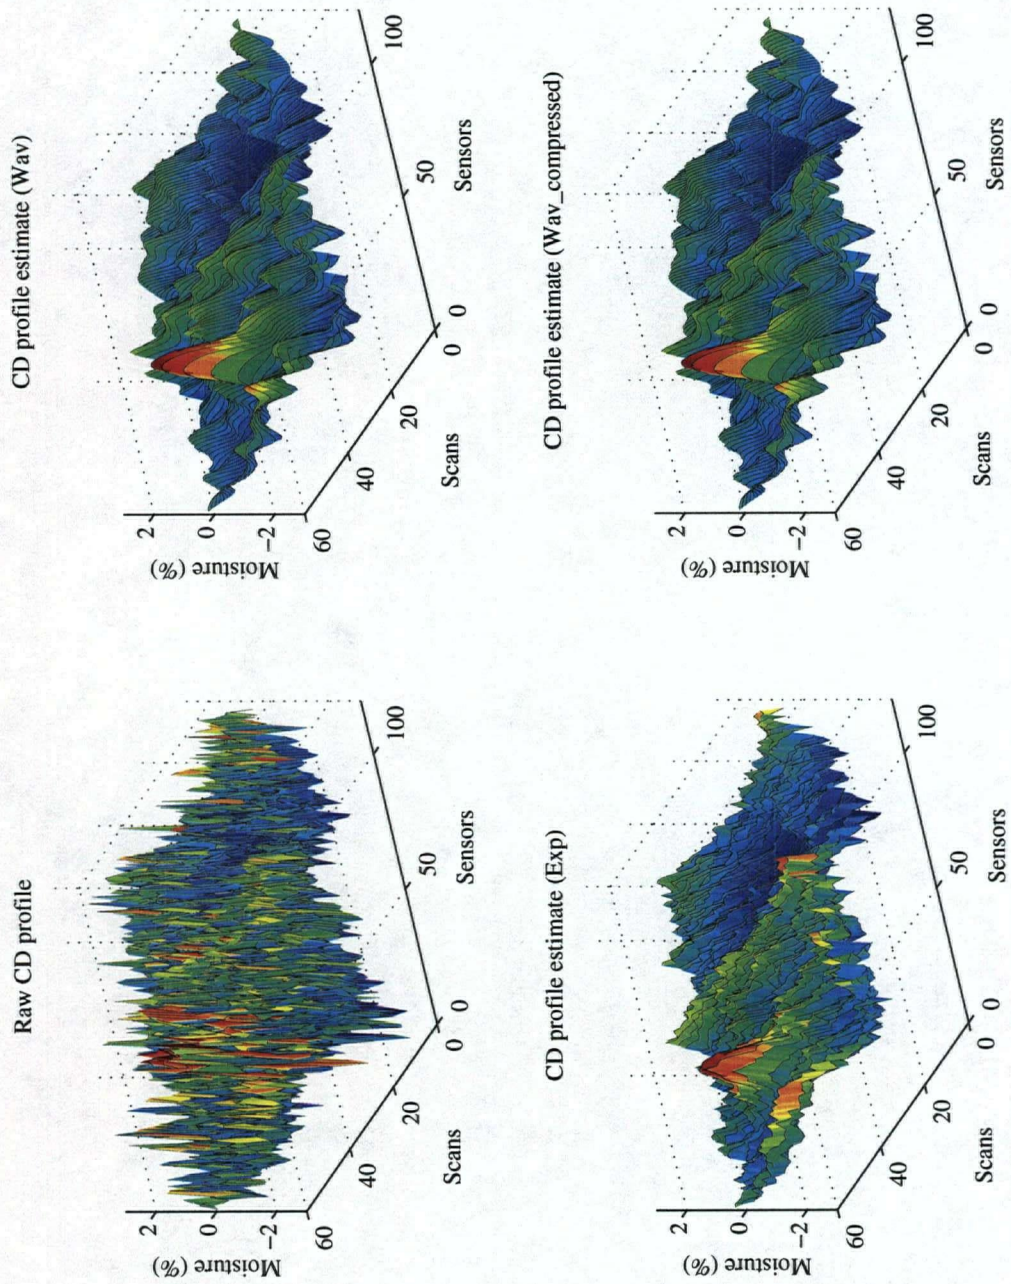 Raw CD profile
Moisture (%)
2
0
−2
60
40
20
0
Scans
0
50
100
Sensors
CD profile estimate (Wav)
Moisture (%)
2
0
−2
60
40
20
0
Scans
0
50
100
Sensors
CD profile estimate (Exp)
Moisture (%)
2
0
−2
60
40
20
0
Scans
0
50
100
Sensors
CD profile estimate (Wav_compressed)
Moisture (%)
2
0
−2
60
40
20
0
Scans
0
50
100
Sensors